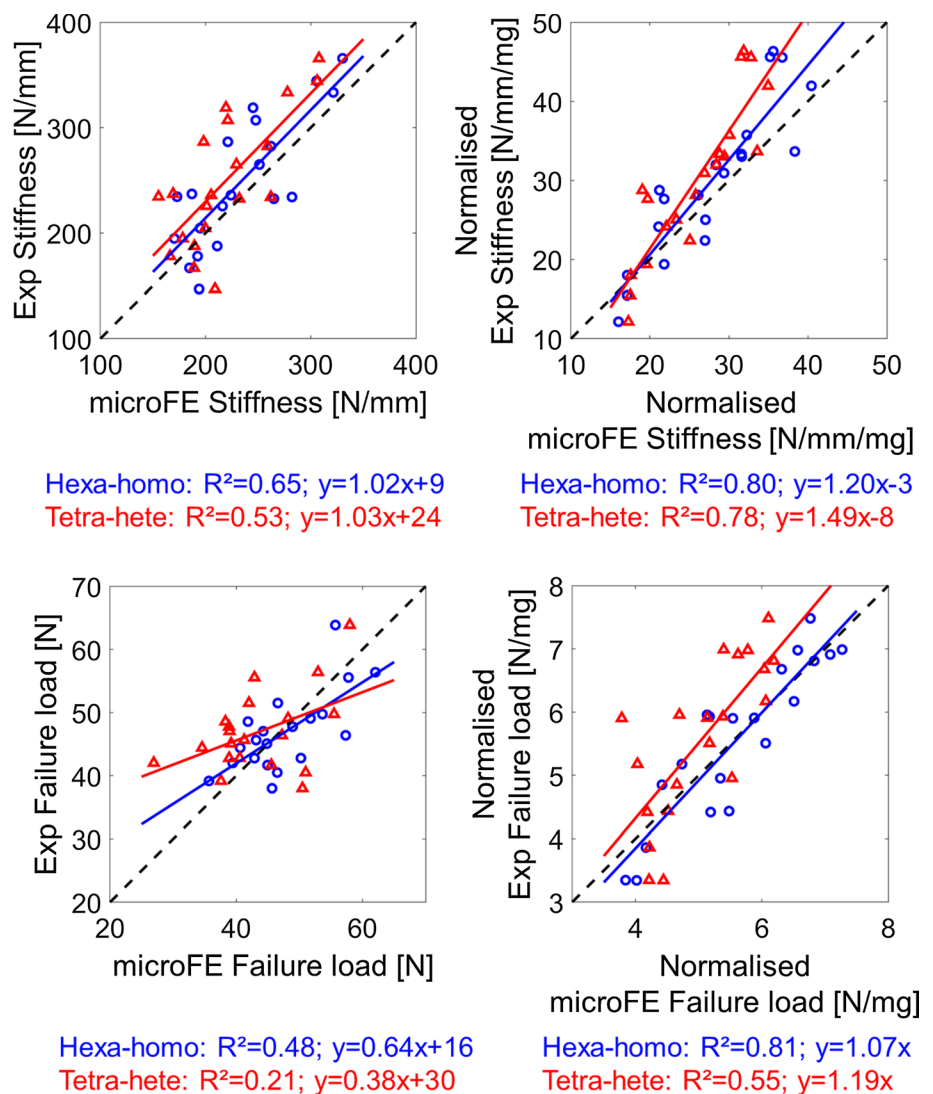 400
300
200
100
Exp Stiffness [N/mm]
100 200 300 400
microFE Stiffness [N/mm]
50
40
30
20
10
Normalised
Exp Stiffness [N/mm/mg]
10 20 30 40 50
Normalised
microFE Stiffness [N/mm/mg]
Hexa-homo: R²=0.65; y=1.02x+9
Tetra-hete: R²=0.53; y=1.03x+24
Hexa-homo: R²=0.80; y=1.20x-3
Tetra-hete: R²=0.78; y=1.49x-8
70
60
50
40
30
20
Exp Failure load [N]
20 40 60
microFE Failure load [N]
8
7
6
5
4
3
Normalised
Exp Failure load [N/mg]
4 6 8
Normalised
microFE Failure load [N/mg]
Hexa-homo: R²=0.48; y=0.64x+16
Tetra-hete: R²=0.21; y=0.38x+30
Hexa-homo: R²=0.81; y=1.07x
Tetra-hete: R²=0.55; y=1.19x